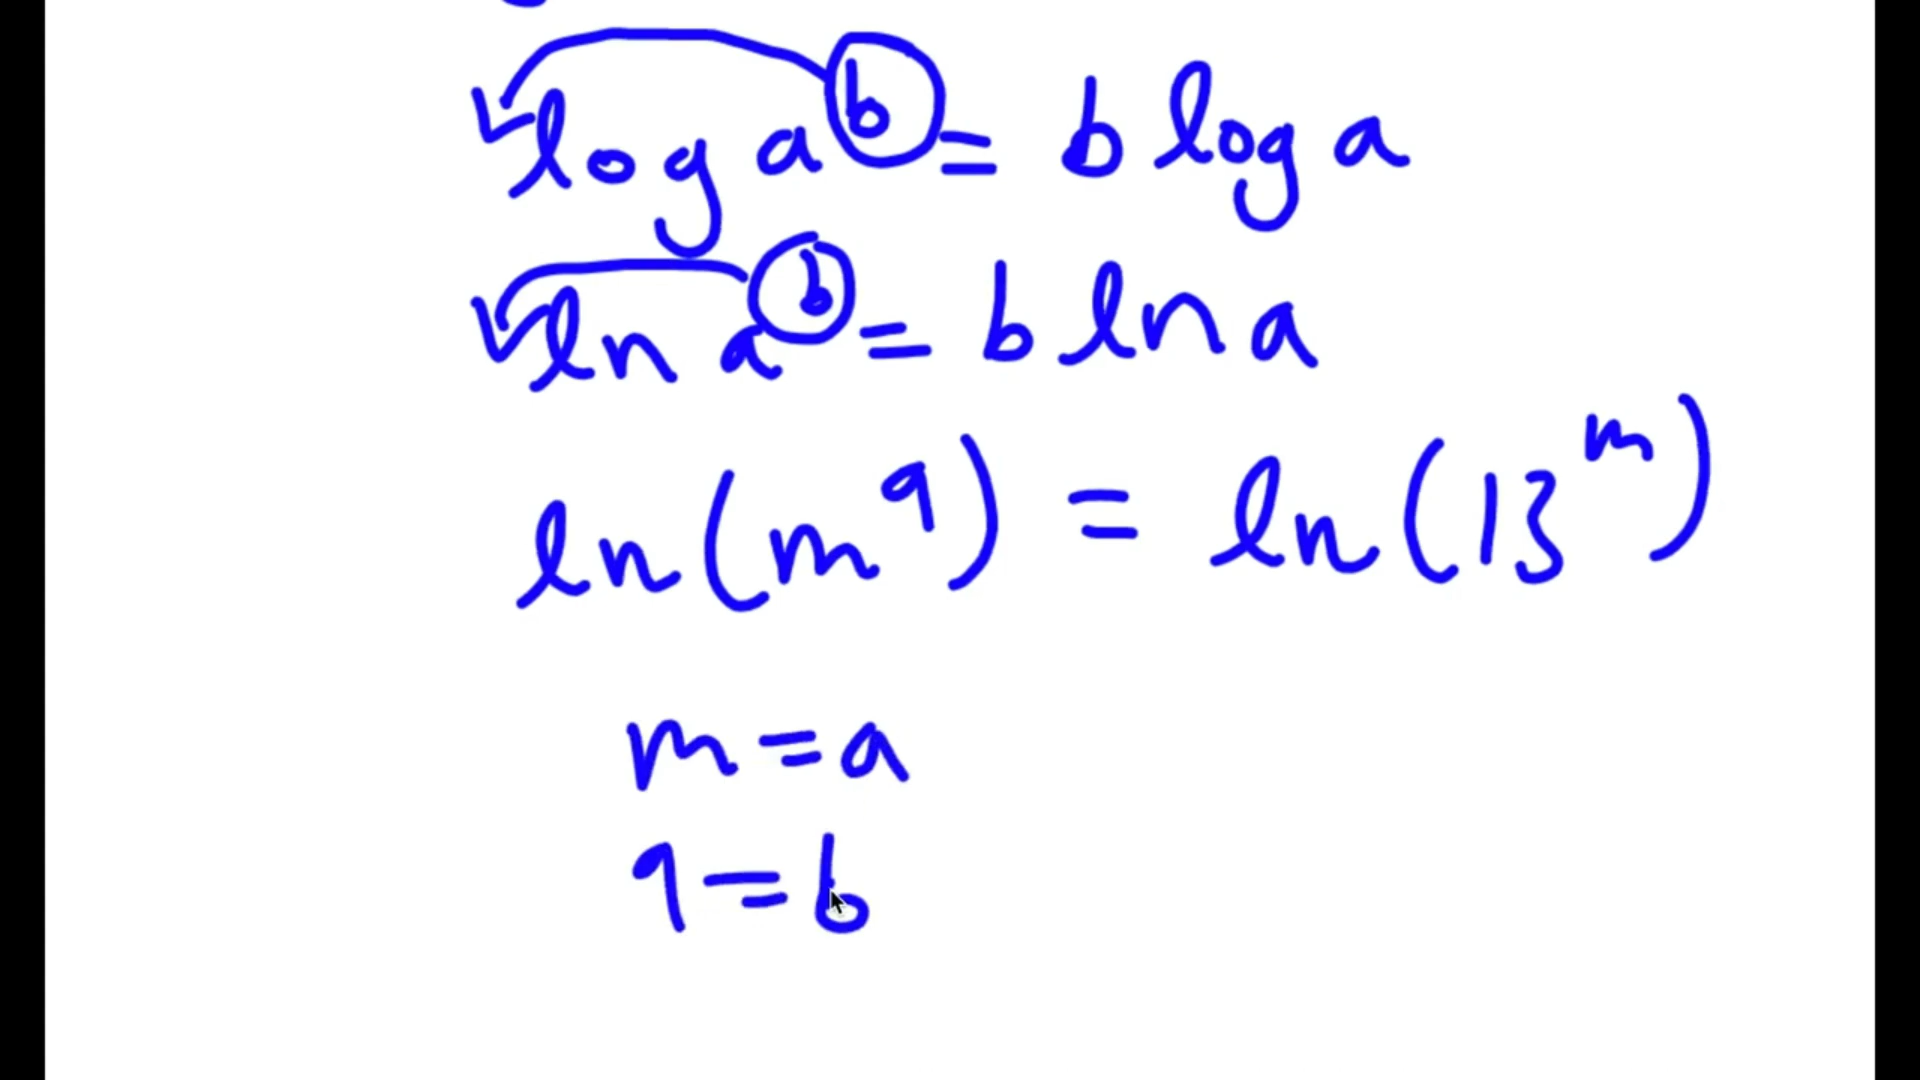 log a^b = b log a
ln a^b = b ln a
ln(m^9) = ln(13^m)
m = a
9 = b